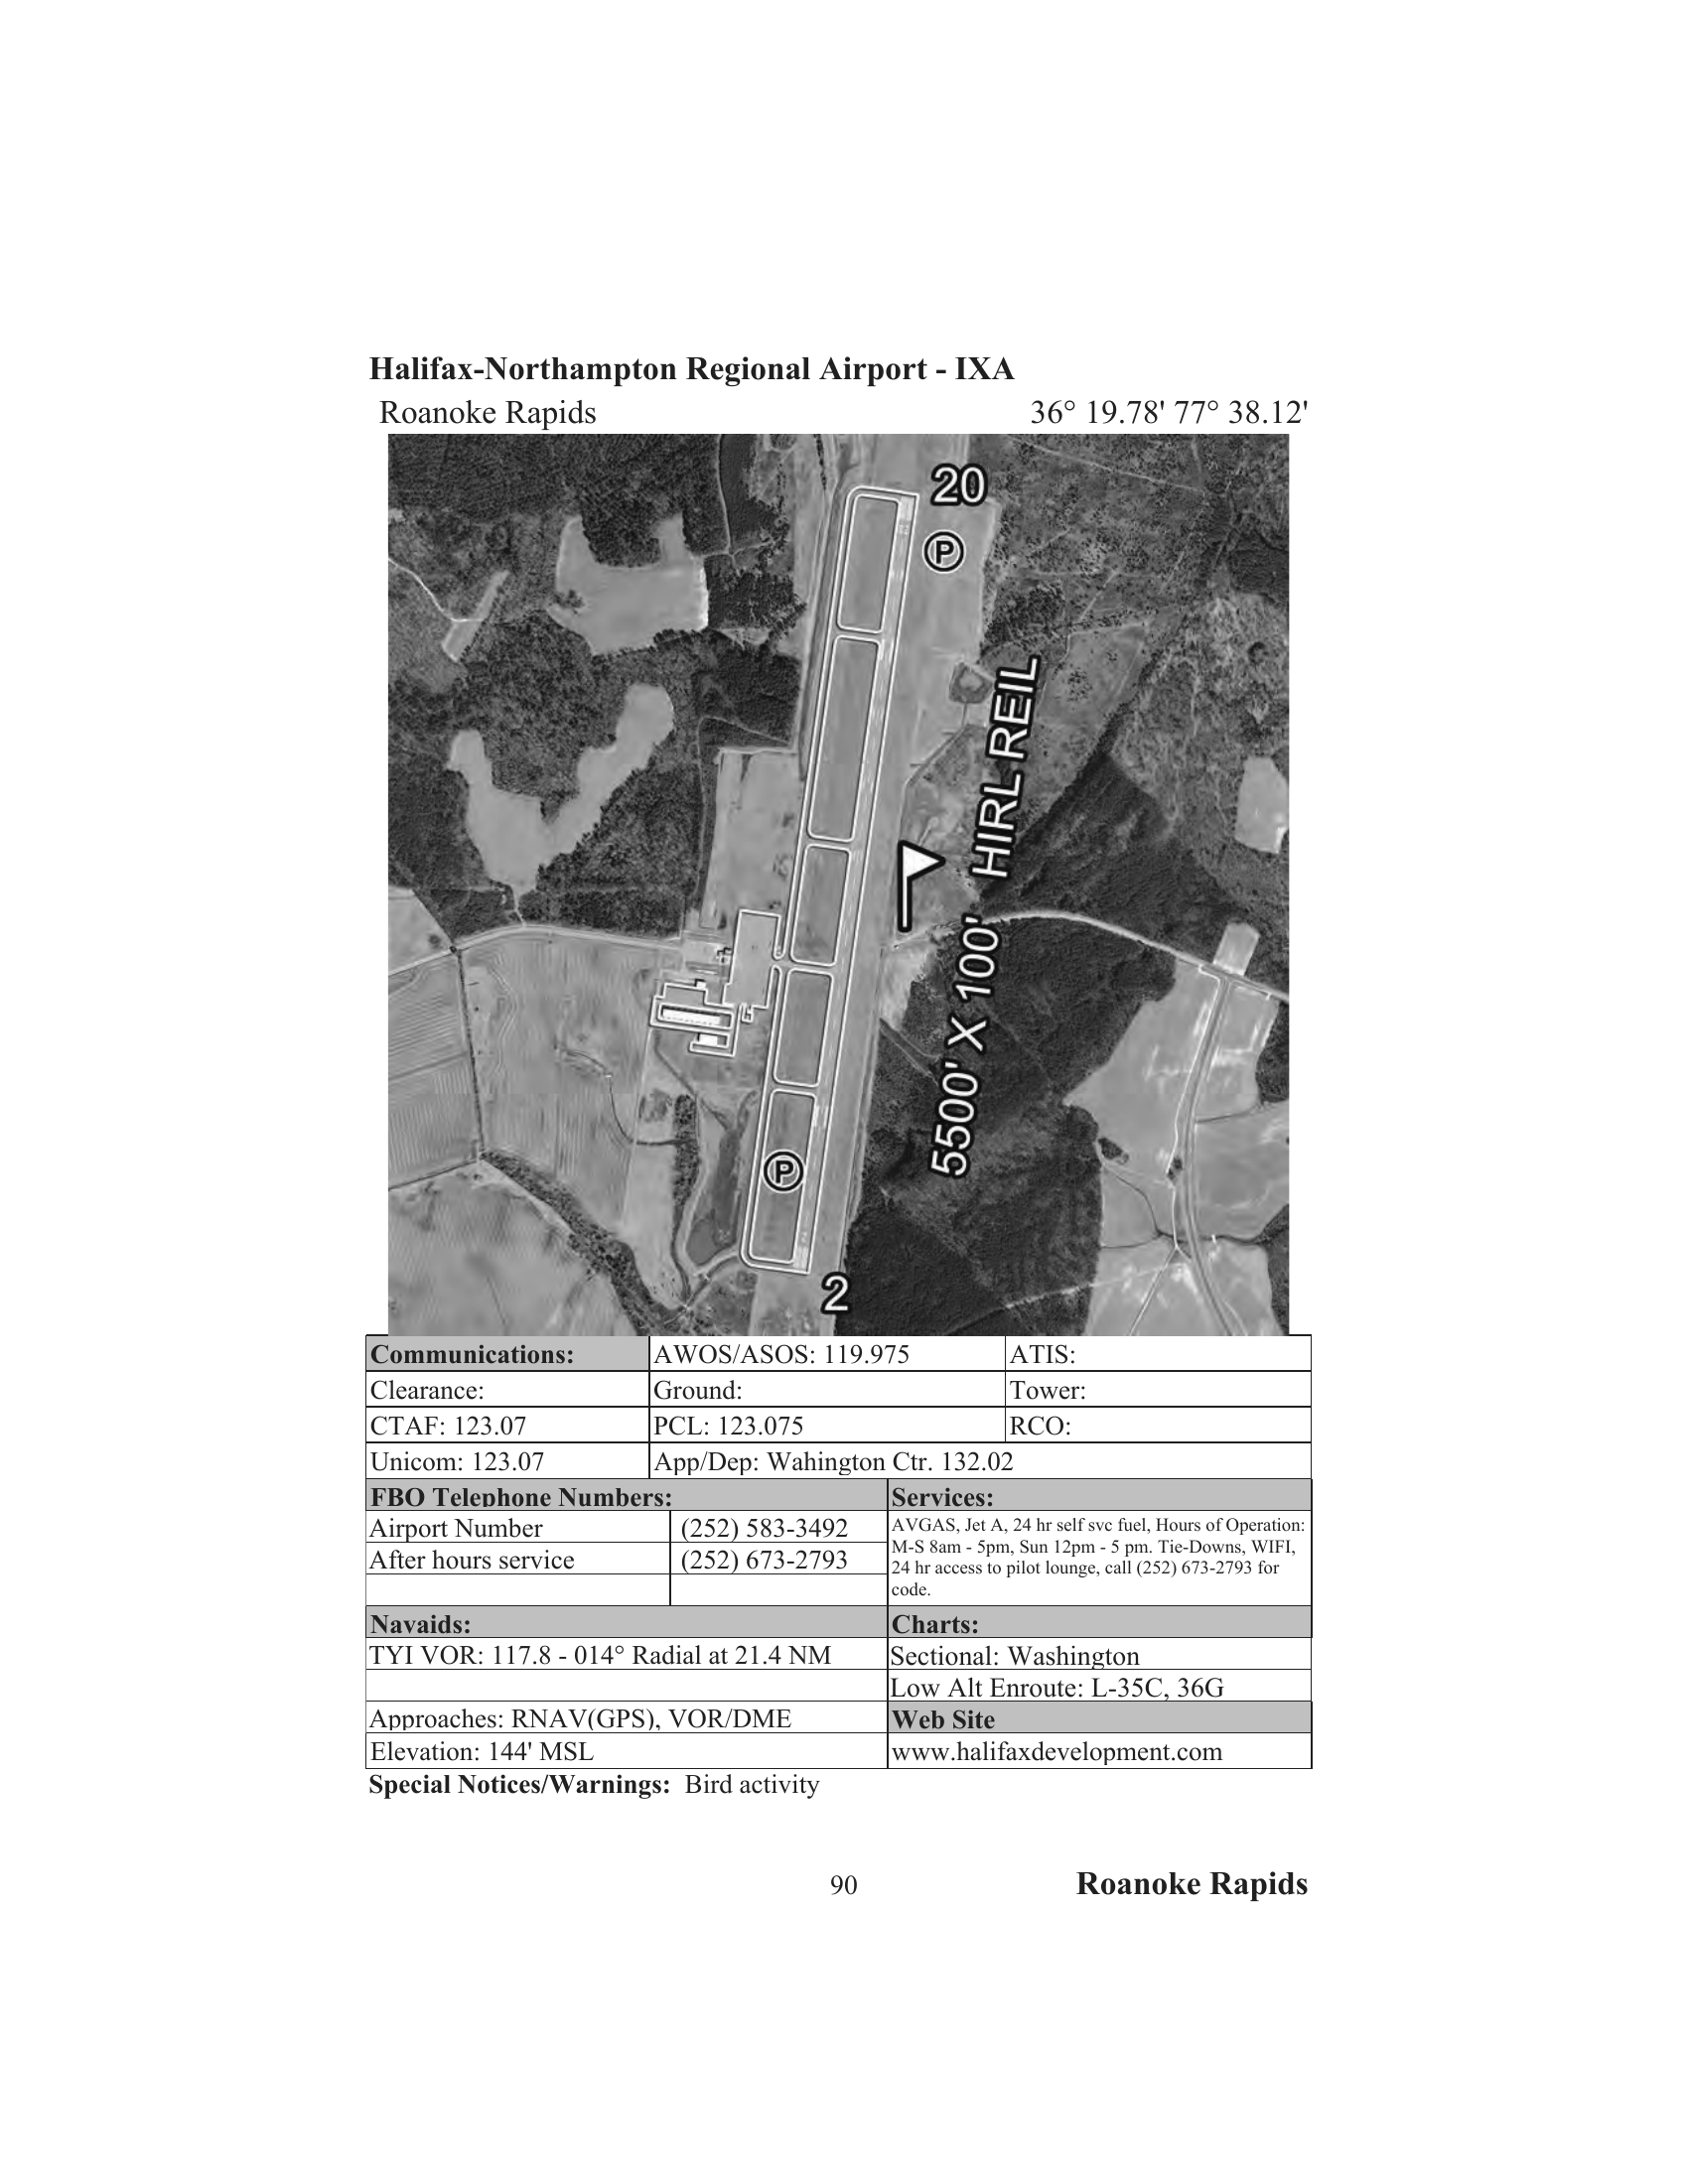 Halifax-Northampton Regional Airport - IXA
Roanoke Rapids 36° 19.78' 77° 38.12'
20
P
5500' X 100' HIRL REIL
P
2
Communications: AWOS/ASOS: 119.975 ATIS:
Clearance: Ground: Tower:
CTAF: 123.07 PCL: 123.075 RCO:
Unicom: 123.07 App/Dep: Wahington Ctr. 132.02
FBO Telephone Numbers: Services:
Airport Number (252) 583-3492
After hours service (252) 673-2793
AVGAS, Jet A, 24 hr self svc fuel, Hours of Operation:
M-S 8am - 5pm, Sun 12pm - 5 pm. Tie-Downs, WIFI,
24 hr access to pilot lounge, call (252) 673-2793 for
code.
Navaids: Charts:
TYI VOR: 117.8 - 014° Radial at 21.4 NM Sectional: Washington
Low Alt Enroute: L-35C, 36G
Approaches: RNAV(GPS), VOR/DME Web Site
Elevation: 144' MSL www.halifaxdevelopment.com
Special Notices/Warnings: Bird activity
90 Roanoke Rapids